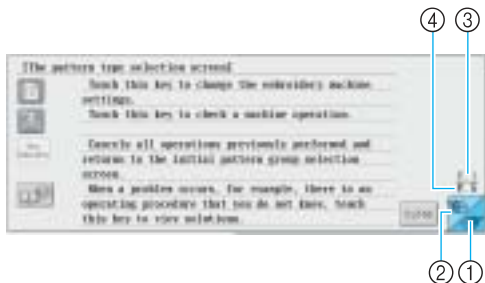 ④ ③
[The pattern type selection screen]
Touch this key to change the embroidery machine
settings.
Touch this key to check a machine operation.
Cancels all operations previously performed and
returns to the initial pattern group selection
screen.
When a problem occurs, for example, there is an
operating procedure that you do not know, touch
this key to view solutions.
CLOSE
② ①